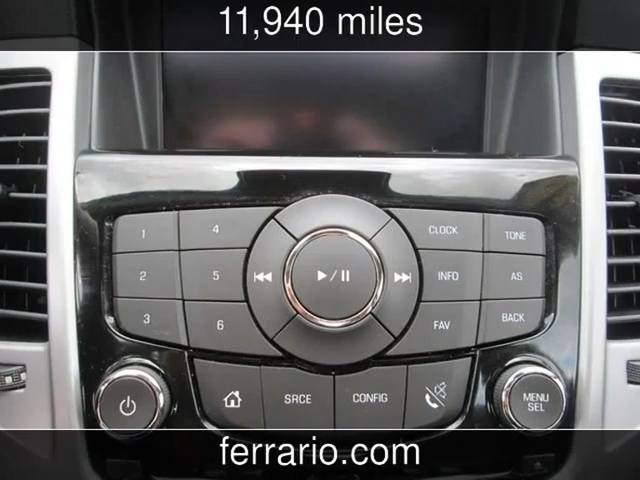 11,940 miles
1
4
CLOCK
TONE
2
5
INFO
AS
3
6
FAV
BACK
SRCE
CONFIG
MENU
SEL
ferrario.com